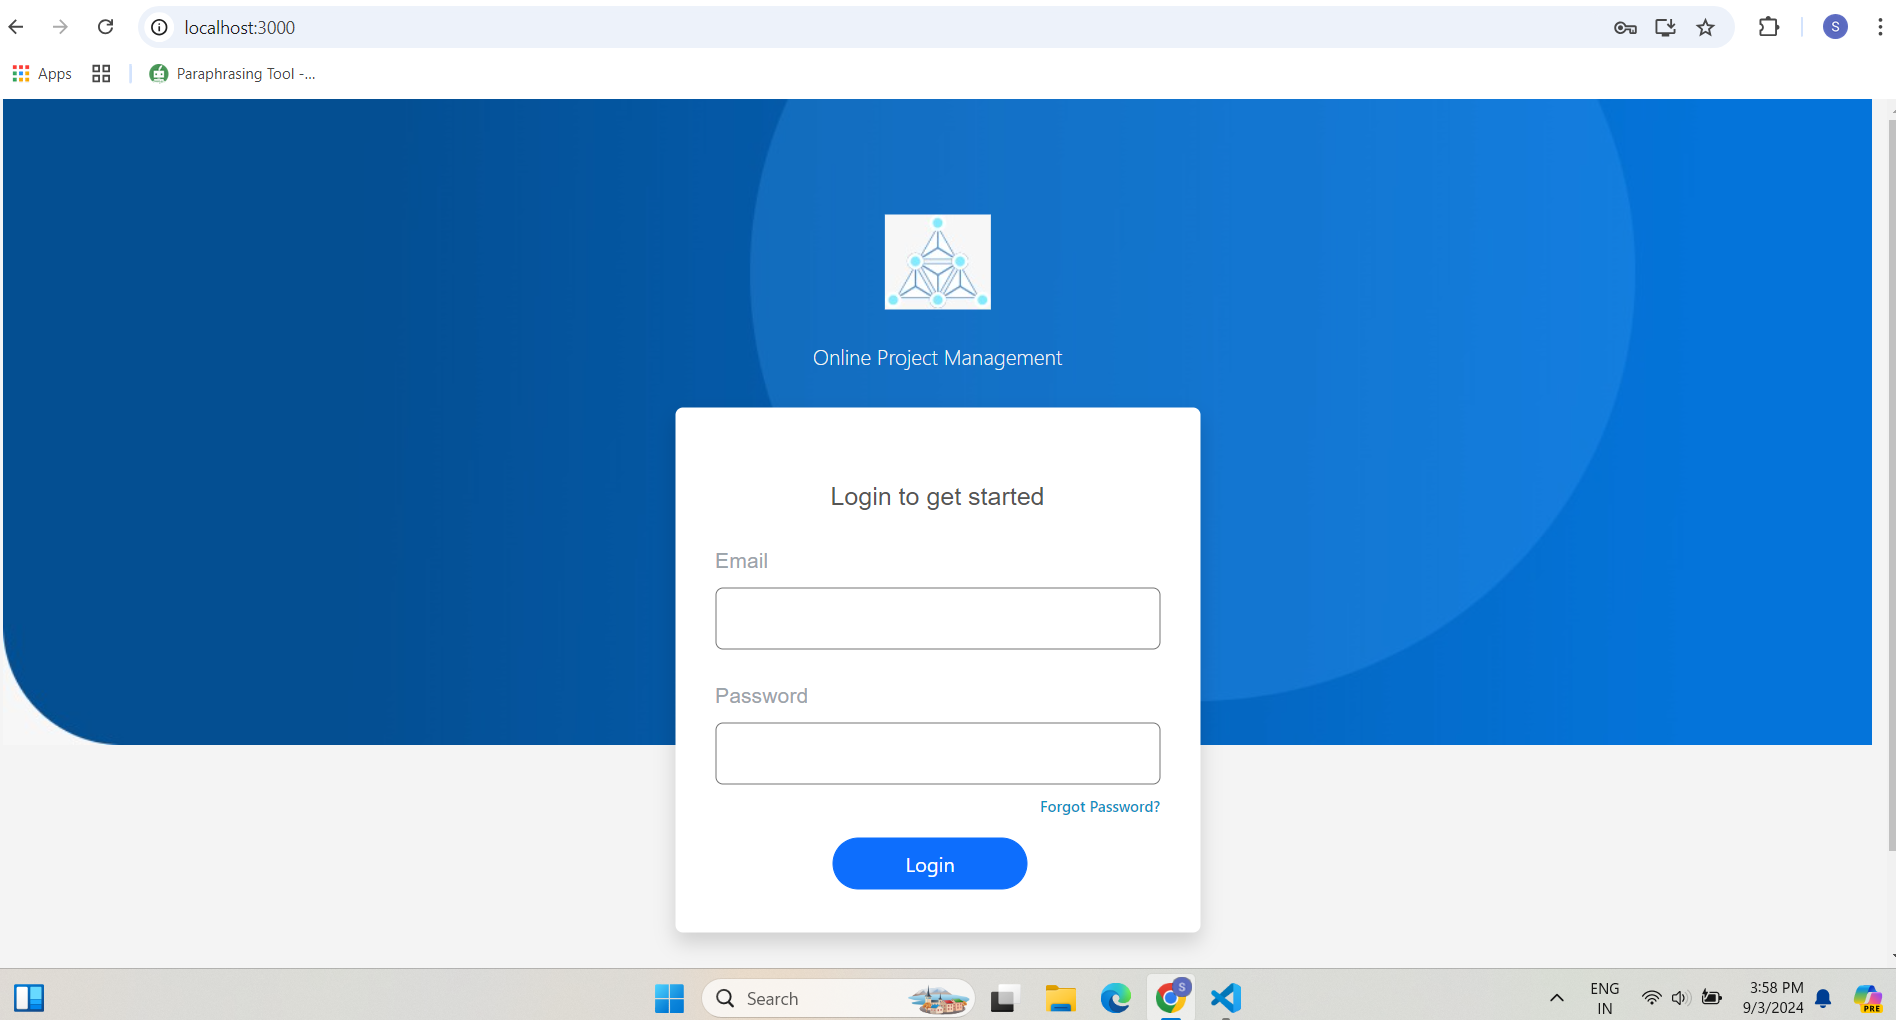 localhost:3000
S
Apps
Paraphrasing Tool -...
Online Project Management
Login to get started
Email
Password
Forgot Password?
Login
Search
S
ENG
IN
3:58 PM
9/3/2024
PRE